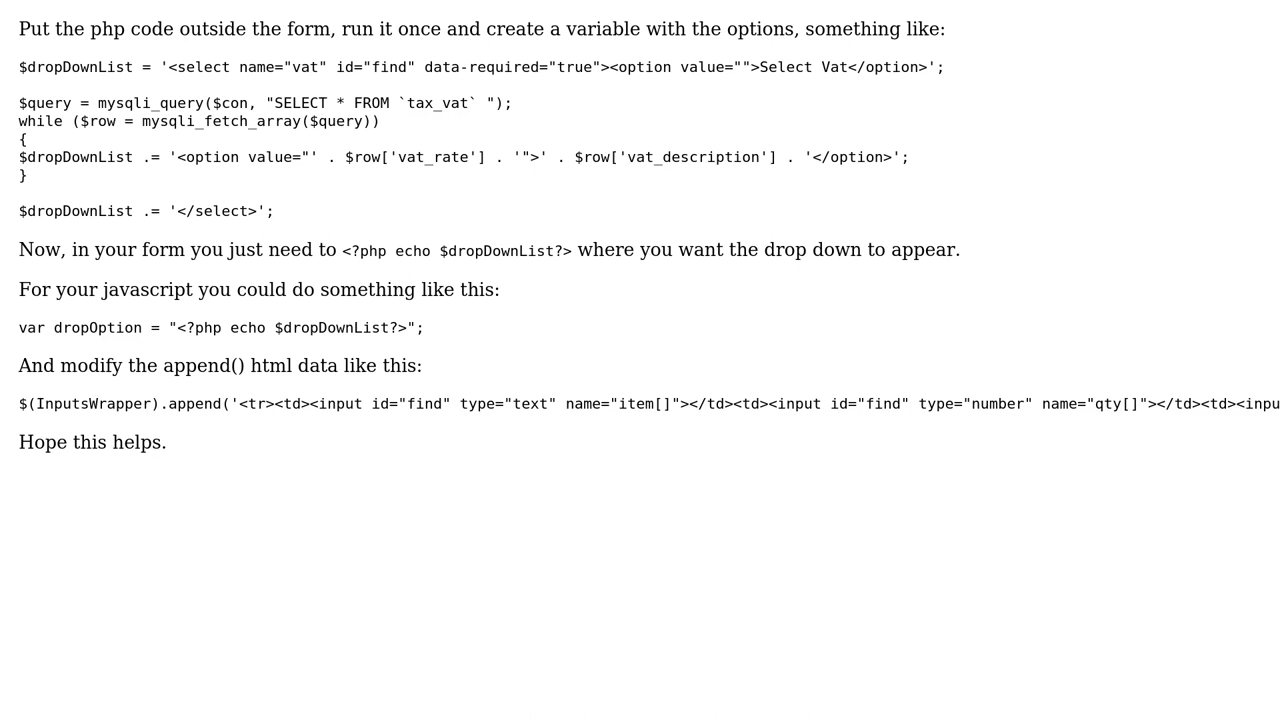 Put the php code outside the form, run it once and create a variable with the options, something like:
$dropDownList = '<select name="vat" id="find" data-required="true"><option value="">Select Vat</option>';
$query = mysqli_query($con, "SELECT * FROM `tax_vat` ");
while ($row = mysqli_fetch_array($query))
{
$dropDownList .= '<option value="' . $row['vat_rate'] . '">' . $row['vat_description'] . '</option>';
}
$dropDownList .= '</select>';
Now, in your form you just need to <?php echo $dropDownList?> where you want the drop down to appear.
For your javascript you could do something like this:
var dropOption = "<?php echo $dropDownList?>";
And modify the append() html data like this:
$(InputsWrapper).append('<tr><td><input id="find" type="text" name="item[]"></td><td><input id="find" type="number" name="qty[]"></td><td><inpu
Hope this helps.